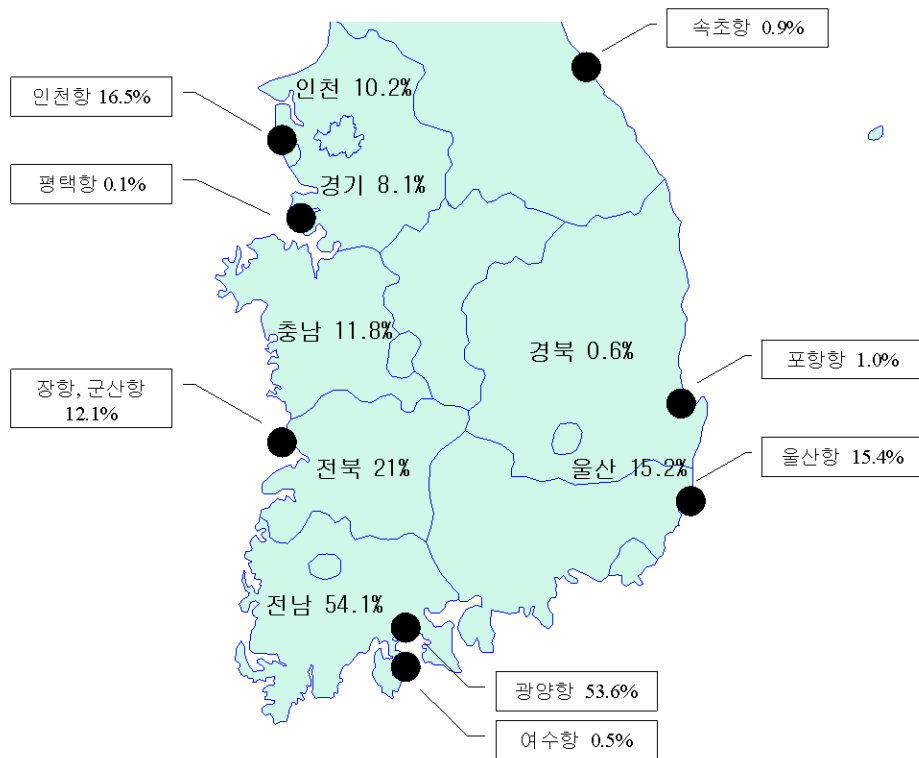 속초항 0.9%
인천 10.2%
인천항 16.5%
평택항 0.1%
경기 8.1%
충남 11.8%
경북 0.6%
포항항 1.0%
장항, 군산항
12.1%
전북 21%
울산 15.2%
울산항 15.4%
전남 54.1%
광양항 53.6%
여수항 0.5%